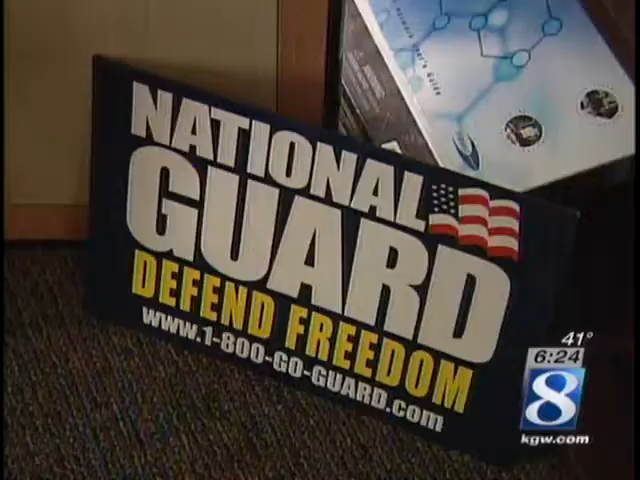 NATIONAL
GUARD
DEFEND FREEDOM
www.1-800-GO-GUARD.com
41°
6:24
8
kgw.com